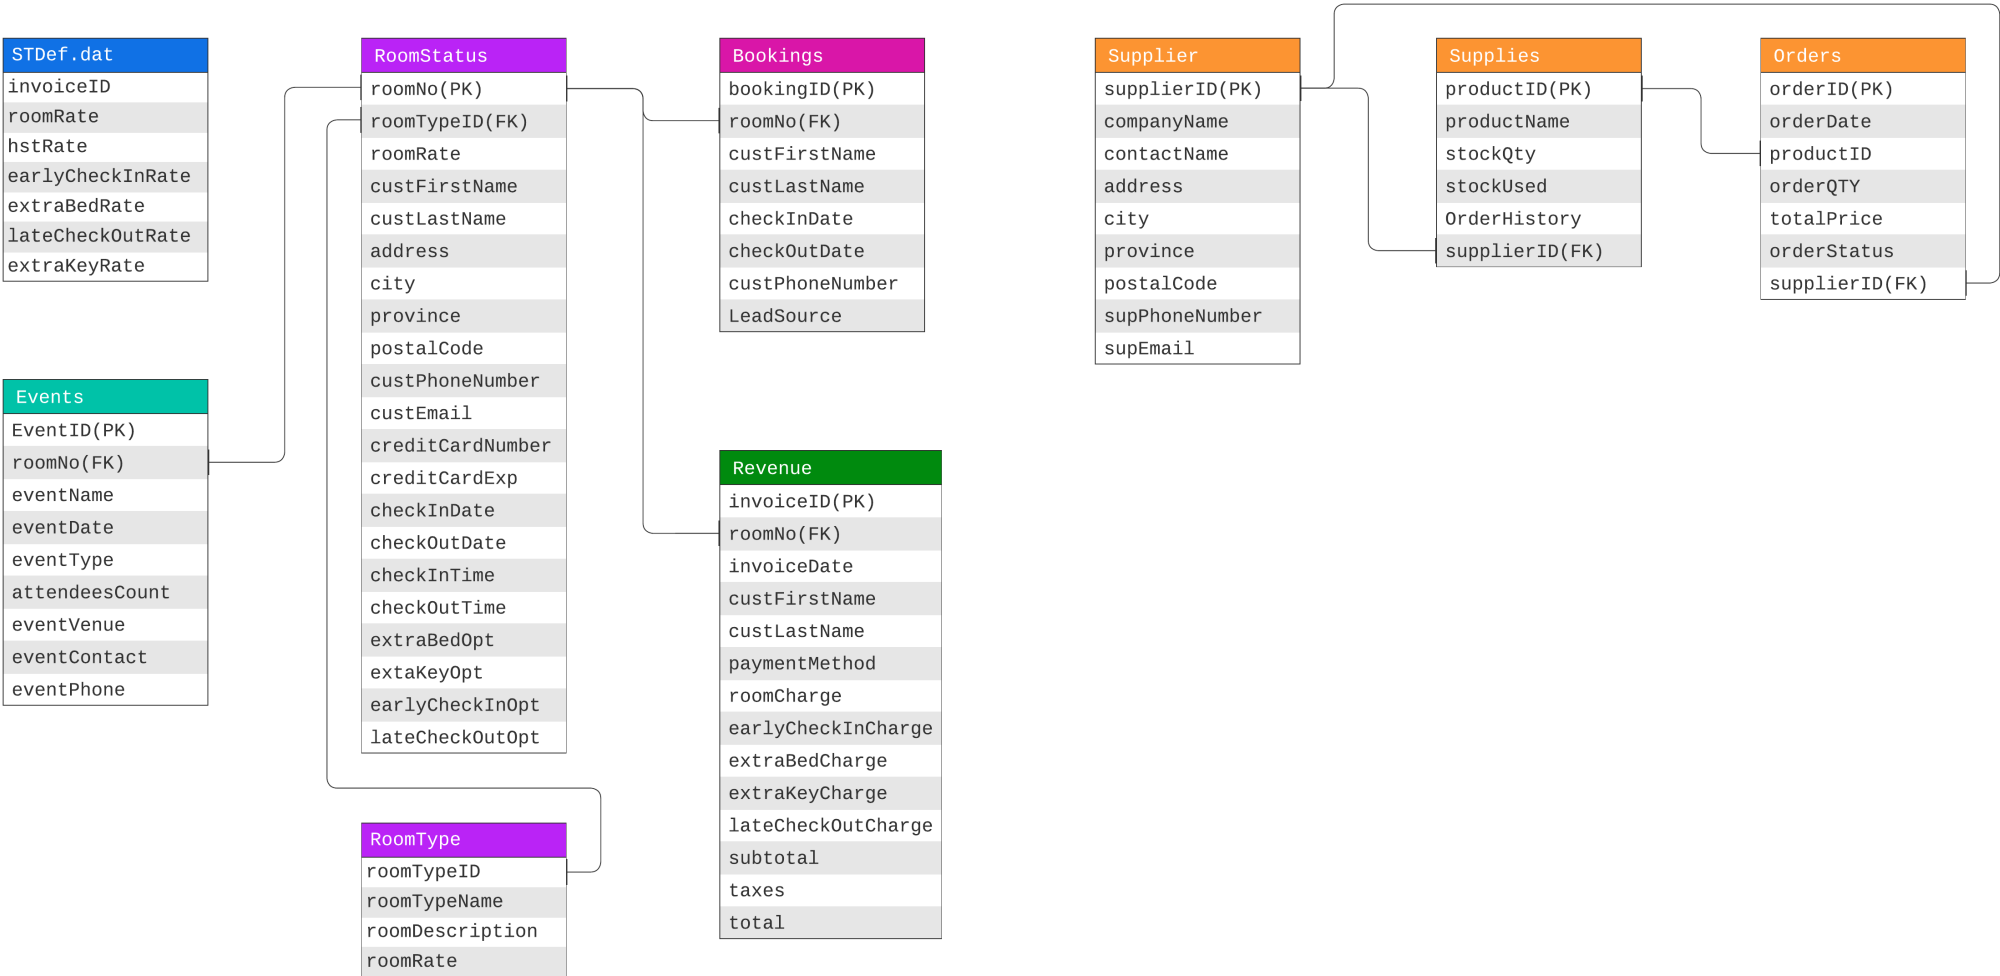 STDef.dat
invoiceID
roomRate
hstRate
earlyCheckInRate
extraBedRate
lateCheckOutRate
extraKeyRate
Events
EventID(PK)
roomNo(FK)
eventName
eventDate
eventType
attendeesCount
eventVenue
eventContact
eventPhone
RoomStatus
roomNo(PK)
roomTypeID(FK)
roomRate
custFirstName
custLastName
address
city
province
postalCode
custPhoneNumber
custEmail
creditCardNumber
creditCardExp
checkInDate
checkOutDate
checkInTime
checkOutTime
extraBedOpt
extaKeyOpt
earlyCheckInOpt
lateCheckOutOpt
RoomType
roomTypeID
roomTypeName
roomDescription
roomRate
Bookings
bookingID(PK)
roomNo(FK)
custFirstName
custLastName
checkInDate
checkOutDate
custPhoneNumber
LeadSource
Revenue
invoiceID(PK)
roomNo(FK)
invoiceDate
custFirstName
custLastName
paymentMethod
roomCharge
earlyCheckInCharge
extraBedCharge
extraKeyCharge
lateCheckOutCharge
subtotal
taxes
total
Supplier
supplierID(PK)
companyName
contactName
address
city
province
postalCode
supPhoneNumber
supEmail
Supplies
productID(PK)
productName
stockQty
stockUsed
OrderHistory
supplierID(FK)
Orders
orderID(PK)
orderDate
productID
orderQTY
totalPrice
orderStatus
supplierID(FK)